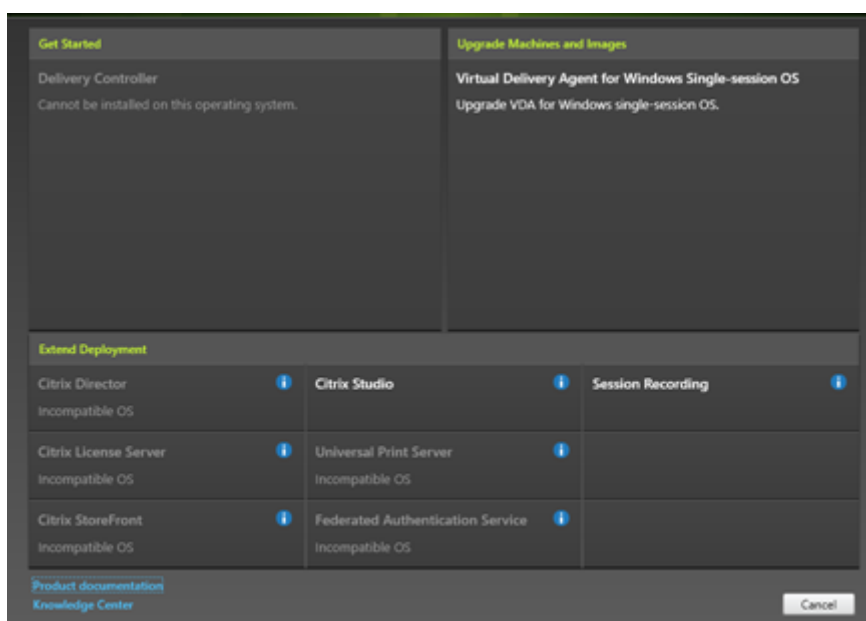 Get Started
Delivery Controller
Cannot be installed on this operating system.
Upgrade Machines and Images
Virtual Delivery Agent for Windows Single-session OS
Upgrade VDA for Windows single-session OS.
Extend Deployment
Citrix Director
Incompatible OS
Citrix Studio
Session Recording
Citrix License Server
Incompatible OS
Universal Print Server
Incompatible OS
Citrix StoreFront
Incompatible OS
Federated Authentication Service
Incompatible OS
Product documentation
Knowledge Center
Cancel